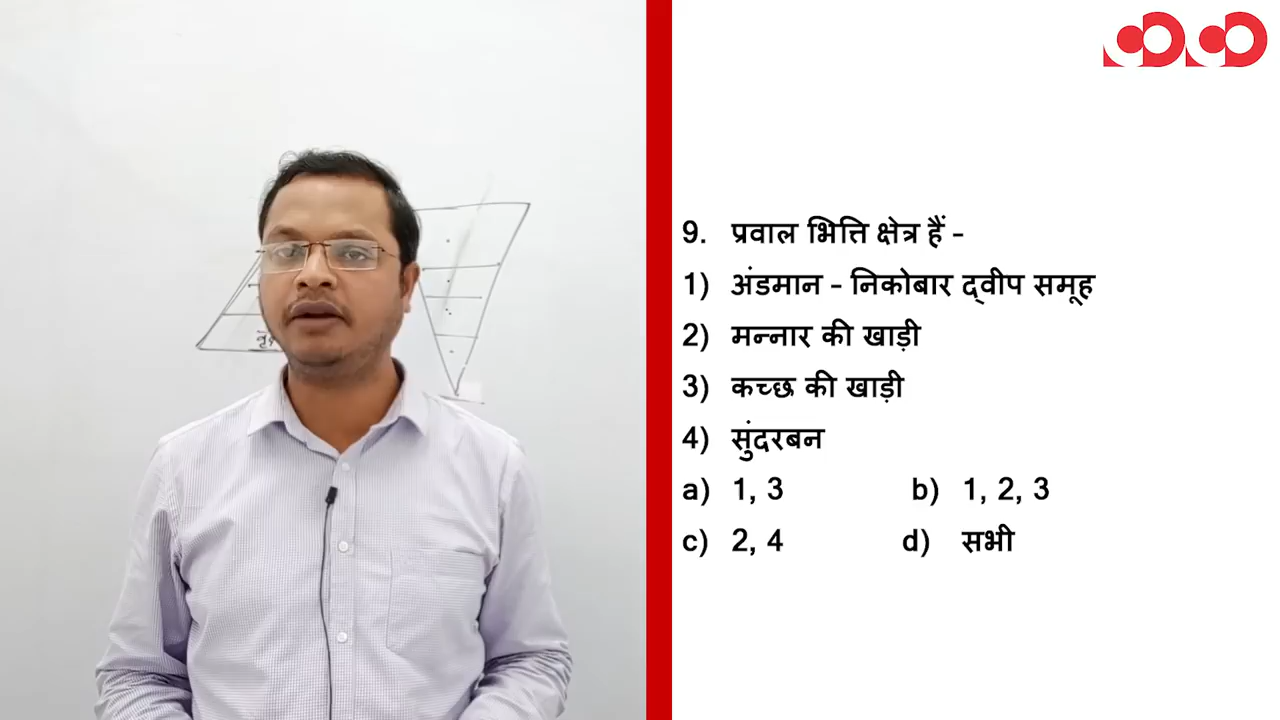 9. प्रवाल भित्ति क्षेत्र हैं –
1) अंडमान – निकोबार द्वीप समूह
2) मन्नार की खाड़ी
3) कच्छ की खाड़ी
4) सुंदरबन
a) 1, 3 b) 1, 2, 3
c) 2, 4 d) सभी